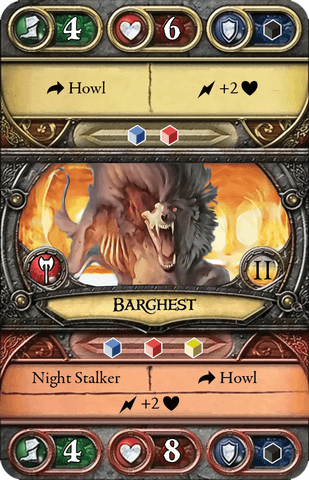 4 6
Howl +2
BARGHEST
II
Night Stalker Howl
+2
4 8